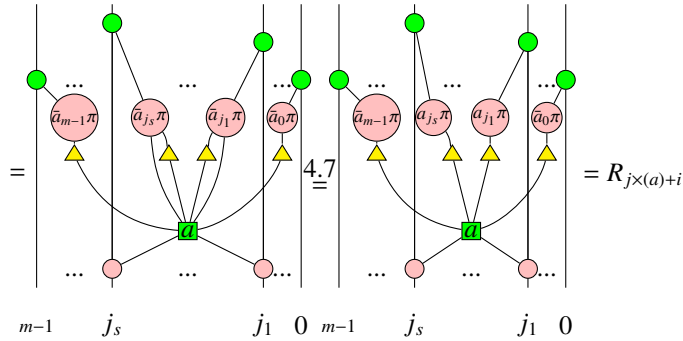 ... ... ...
ā_{m−1}π ā_{j_s}π ā_{j_1}π ā_0π ā_{m−1}π a_{j_s}π a_{j_1}π ā_0π
= 4.7 = = R_{j×(a)+i}
a a
... ... ... ... ... ...
m−1 j_s j_1 0 m−1 j_s j_1 0